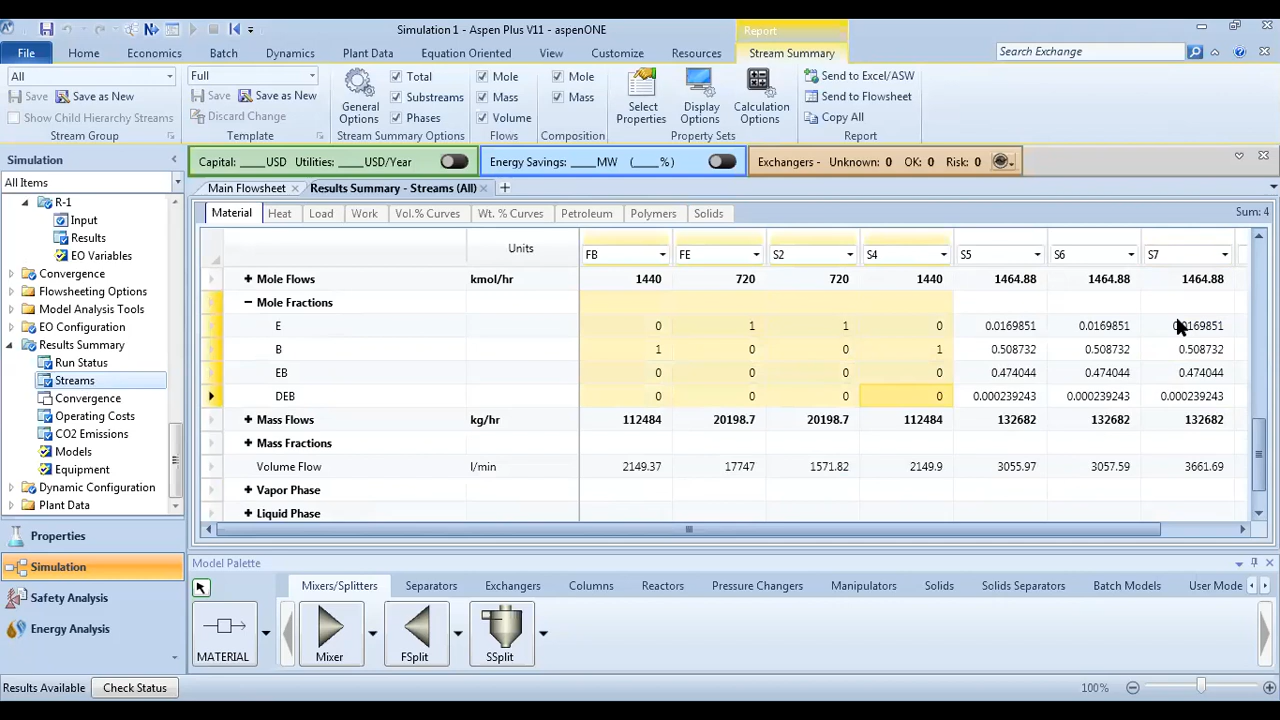 Simulation 1 - Aspen Plus V11 - aspenONE
Report
File Home Economics Batch Dynamics Plant Data Equation Oriented View Customize Resources Stream Summary Search Exchange
All Full Total Mole Mole Send to Excel/ASW
Save Save as New Save Save as New Substreams Mass Mass Send to Flowsheet
Show Child Hierarchy Streams Discard Change General Options Phases Volume Select Properties Display Options Calculation Options Copy All
Stream Group Template Stream Summary Options Flows Composition Property Sets Report
Simulation
Capital: ____USD Utilities: ____USD/Year Energy Savings: ____MW (____%) Exchangers - Unknown: 0 OK: 0 Risk: 0
All Items Main Flowsheet Results Summary - Streams (All)
R-1
Input
Results
EO Variables
Convergence
Flowsheeting Options
Model Analysis Tools
EO Configuration
Results Summary
Run Status
Streams
Convergence
Operating Costs
CO2 Emissions
Models
Equipment
Dynamic Configuration
Plant Data
Properties
Simulation
Safety Analysis
Energy Analysis
Material Heat Load Work Vol.% Curves Wt. % Curves Petroleum Polymers Solids Sum: 4
Units FB FE S2 S4 S5 S6 S7
Mole Flows kmol/hr 1440 720 720 1440 1464.88 1464.88 1464.88
Mole Fractions
E 0 1 1 0 0.0169851 0.0169851 0.0169851
B 1 0 0 1 0.508732 0.508732 0.508732
EB 0 0 0 0 0.474044 0.474044 0.474044
DEB 0 0 0 0 0.000239243 0.000239243 0.000239243
Mass Flows kg/hr 112484 20198.7 20198.7 112484 132682 132682 132682
Mass Fractions
Volume Flow l/min 2149.37 17747 1571.82 2149.9 3055.97 3057.59 3661.69
Vapor Phase
Liquid Phase
Model Palette
Mixers/Splitters Separators Exchangers Columns Reactors Pressure Changers Manipulators Solids Solids Separators Batch Models User Mode
MATERIAL Mixer FSplit SSplit
Results Available Check Status 100%